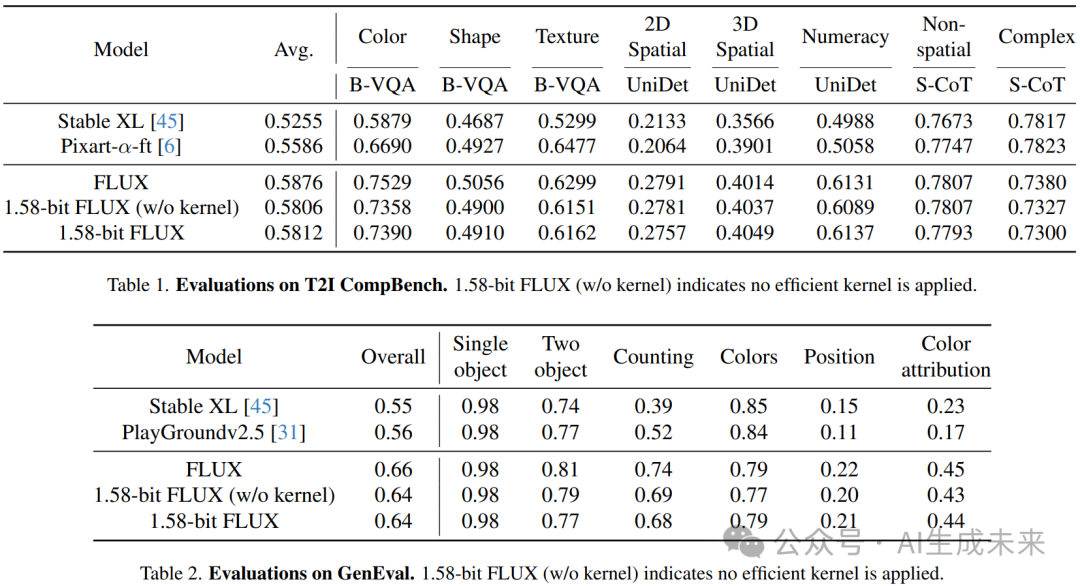 Model Avg. Color Shape Texture 2D Spatial 3D Spatial Numeracy Non-spatial Complex
B-VQA B-VQA B-VQA UniDet UniDet UniDet S-CoT S-CoT
Stable XL [45] 0.5255 0.5879 0.4687 0.5299 0.2133 0.3566 0.4988 0.7673 0.7817
Pixart-α-ft [6] 0.5586 0.6690 0.4927 0.6477 0.2064 0.3901 0.5058 0.7747 0.7823
FLUX 0.5876 0.7529 0.5056 0.6299 0.2791 0.4014 0.6131 0.7807 0.7380
1.58-bit FLUX (w/o kernel) 0.5806 0.7358 0.4900 0.6151 0.2781 0.4037 0.6089 0.7807 0.7327
1.58-bit FLUX 0.5812 0.7390 0.4910 0.6162 0.2757 0.4049 0.6137 0.7793 0.7300
Table 1. Evaluations on T2I CompBench. 1.58-bit FLUX (w/o kernel) indicates no efficient kernel is applied.
Model Overall Single object Two object Counting Colors Position Color attribution
Stable XL [45] 0.55 0.98 0.74 0.39 0.85 0.15 0.23
PlayGroundv2.5 [31] 0.56 0.98 0.77 0.52 0.84 0.11 0.17
FLUX 0.66 0.98 0.81 0.74 0.79 0.22 0.45
1.58-bit FLUX (w/o kernel) 0.64 0.98 0.79 0.69 0.77 0.20 0.43
1.58-bit FLUX 0.64 0.98 0.77 0.68 0.79 0.21 0.44
公众号 · AI生成未来
Table 2. Evaluations on GenEval. 1.58-bit FLUX (w/o kernel) indicates no efficient kernel is applied.